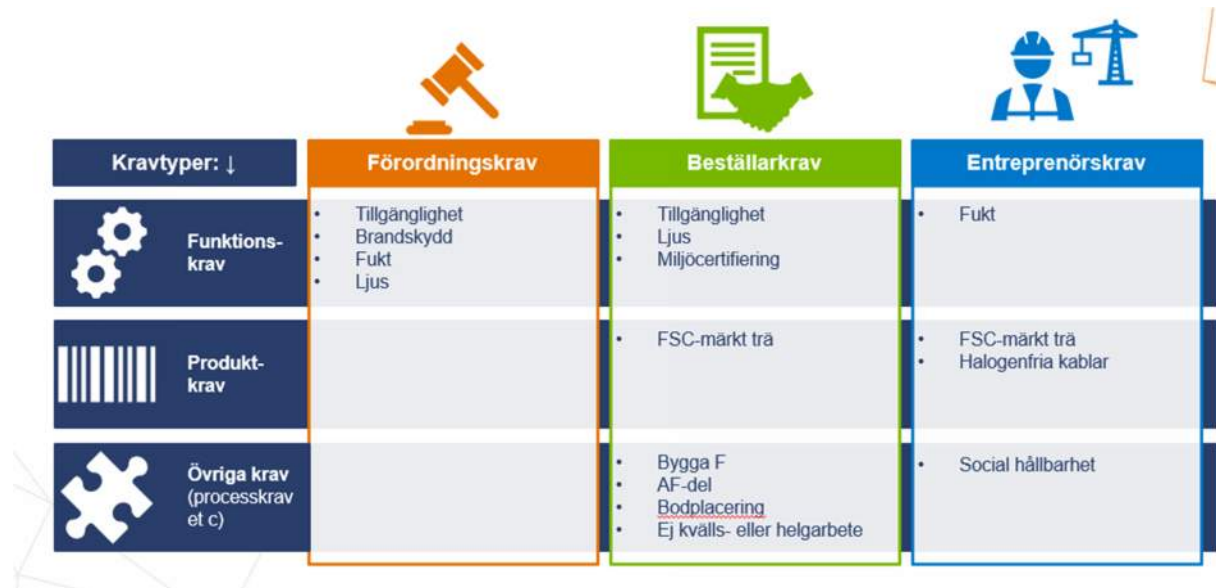 Kravtyper: ↓
Förordningskrav
Beställarkrav
Entreprenörskrav
Funktions-
krav
Tillgänglighet
Brandskydd
Fukt
Ljus
Tillgänglighet
Ljus
Miljöcertifiering
Fukt
Produkt-
krav
FSC-märkt trä
FSC-märkt trä
Halogenfria kablar
Övriga krav
(processkrav
et c)
Bygga F
AF-del
Bodplacering
Ej kvälls- eller helgarbete
Social hållbarhet